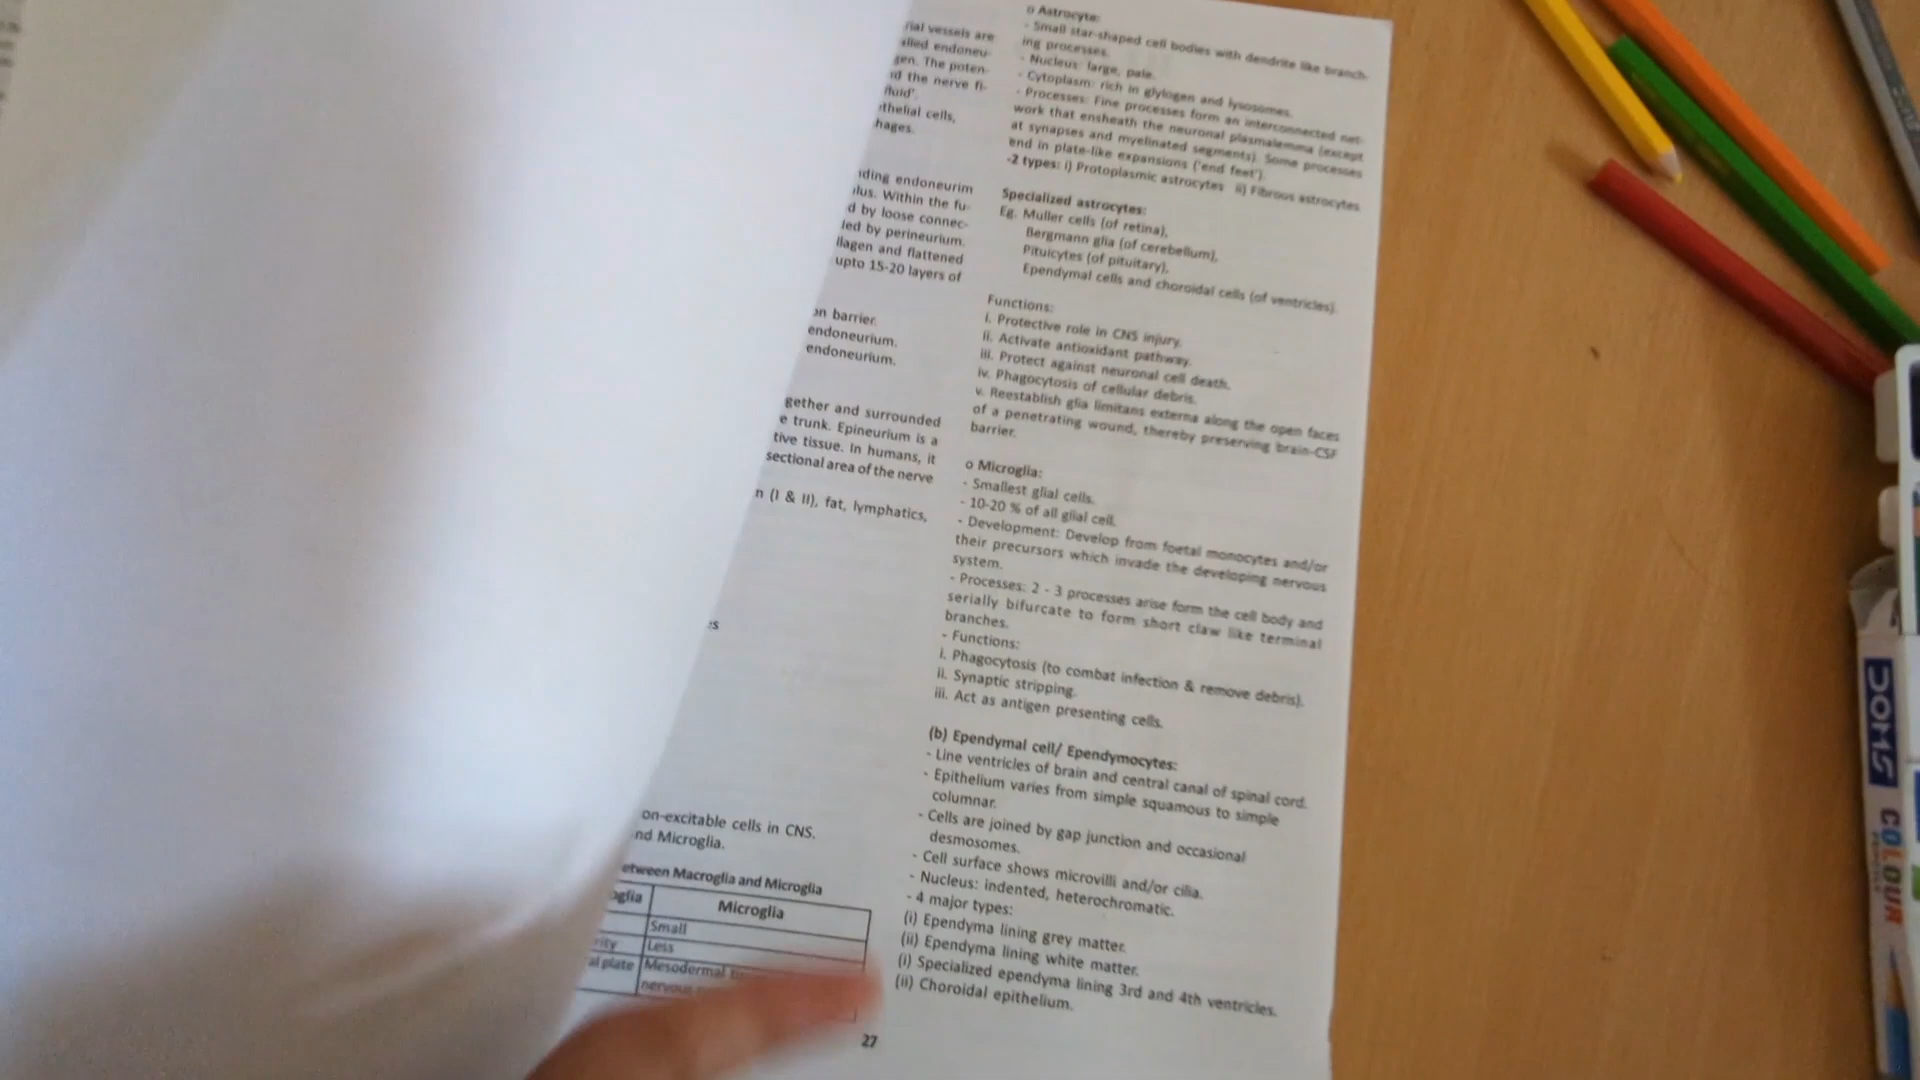 rial vessels are
alled endoneu-
gen. The poten-
id the nerve fi-
fluid'.
thelial cells,
hages.
nding endoneurim
ulus. Within the fu-
d by loose connec-
led by perineurium.
llagen and flattened
upto 15-20 layers of
on barrier.
endoneurium.
endoneurium.
gether and surrounded
e trunk. Epineurium is a
tive tissue. In humans, it
sectional area of the nerve
n (I & II), fat, lymphatics,
es
on-excitable cells in CNS.
nd Microglia.
etween Macroglia and Microglia
oglia Microglia
Small
rity Less
al plate Mesodermal
nervous
27
o Astrocyte:
- Small star-shaped cell bodies with dendrite like branch-
ing processes.
- Nucleus: large, pale.
- Cytoplasm: rich in glylogen and lysosomes.
- Processes: Fine processes form an interconnected net-
work that ensheath the neuronal plasmalemma (except
at synapses and myelinated segments). Some processes
end in plate-like expansions ('end feet').
-2 types: i) Protoplasmic astrocytes ii) Fibrous astrocytes
Specialized astrocytes:
Eg. Muller cells (of retina),
Bergmann glia (of cerebellum),
Pituicytes (of pituitary),
Ependymal cells and choroidal cells (of ventricles).
Functions:
i. Protective role in CNS injury.
ii. Activate antioxidant pathway.
iii. Protect against neuronal cell death.
iv. Phagocytosis of cellular debris.
v. Reestablish glia limitans externa along the open faces
of a penetrating wound, thereby preserving brain-CSF
barrier.
o Microglia:
- Smallest glial cells.
- 10-20 % of all glial cell.
- Development: Develop from foetal monocytes and/or
their precursors which invade the developing nervous
system.
- Processes: 2 - 3 processes arise form the cell body and
serially bifurcate to form short claw like terminal
branches.
- Functions:
i. Phagocytosis (to combat infection & remove debris).
ii. Synaptic stripping.
iii. Act as antigen presenting cells.
(b) Ependymal cell/ Ependymocytes:
- Line ventricles of brain and central canal of spinal cord.
- Epithelium varies from simple squamous to simple
columnar.
- Cells are joined by gap junction and occasional
desmosomes.
- Cell surface shows microvilli and/or cilia.
- Nucleus: indented, heterochromatic.
- 4 major types:
(i) Ependyma lining grey matter.
(ii) Ependyma lining white matter.
(i) Specialized ependyma lining 3rd and 4th ventricles.
(ii) Choroidal epithelium.
DOMS
COLOUR